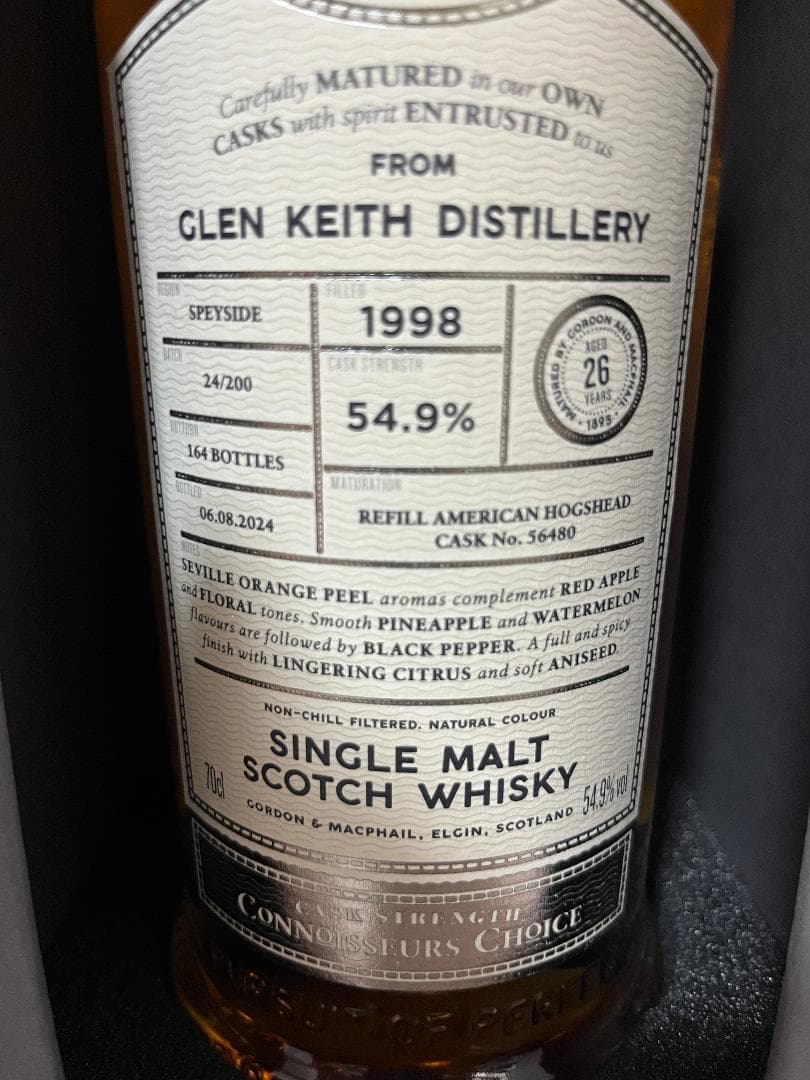 Carefully MATURED in our OWN
CASKS with spirit ENTRUSTED to us
FROM
GLEN KEITH DISTILLERY
REGION
SPEYSIDE
BATCH
24/200
OUTTURN
164 BOTTLES
BOTTLED
06.08.2024
FILLED
1998
CASK STRENGTH
54.9%
MATURED BY GORDON AND MACPHAIL
AGED
26
YEARS
• 1895 •
MATURATION
REFILL AMERICAN HOGSHEAD
CASK No. 56480
NOTES
SEVILLE ORANGE PEEL aromas complement RED APPLE
and FLORAL tones. Smooth PINEAPPLE and WATERMELON
flavours are followed by BLACK PEPPER. A full and spicy
finish with LINGERING CITRUS and soft ANISEED.
NON-CHILL FILTERED. NATURAL COLOUR
SINGLE MALT
SCOTCH WHISKY
70cl
54.9% vol
GORDON & MACPHAIL, ELGIN, SCOTLAND
CASK STRENGTH
CONNOISSEURS CHOICE
PURSUIT OF